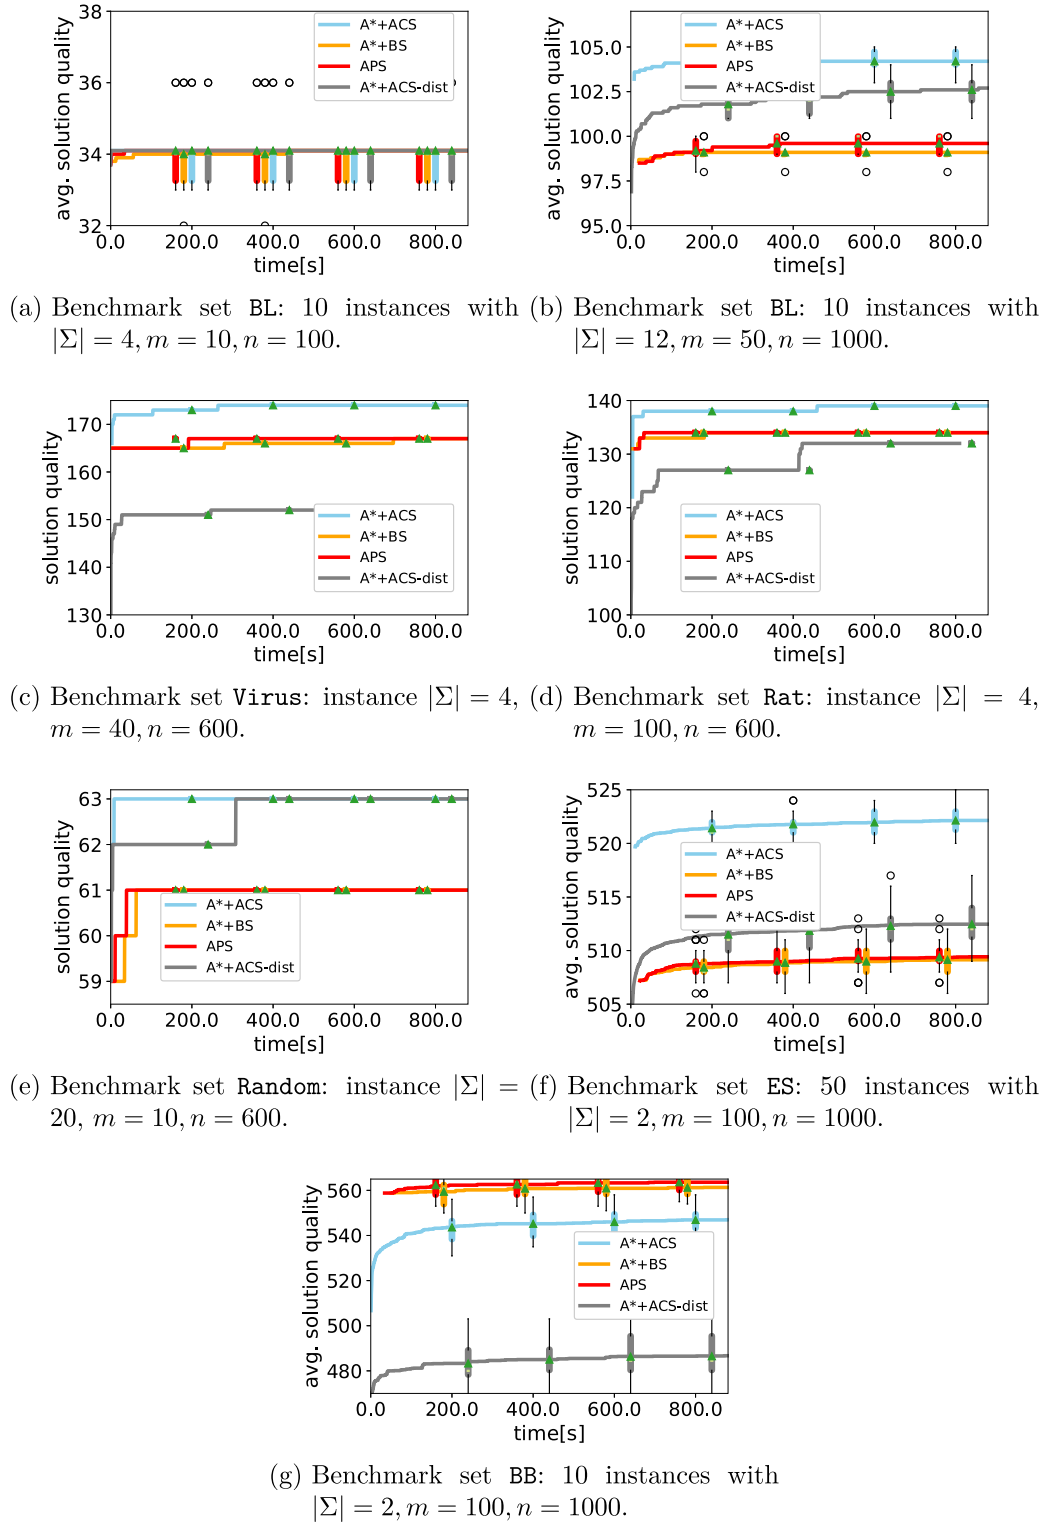 38
36
34
32
avg. solution quality
0.0 200.0 400.0 600.0 800.0
time[s]
A*+ACS
A*+BS
APS
A*+ACS-dist
105.0
102.5
100.0
97.5
95.0
avg. solution quality
0.0 200.0 400.0 600.0 800.0
time[s]
A*+ACS
A*+BS
APS
A*+ACS-dist
(a) Benchmark set BL: 10 instances with
|Σ| = 4, m = 10, n = 100.
(b) Benchmark set BL: 10 instances with
|Σ| = 12, m = 50, n = 1000.
170
160
150
140
130
solution quality
0.0 200.0 400.0 600.0 800.0
time[s]
A*+ACS
A*+BS
APS
A*+ACS-dist
140
130
120
110
100
solution quality
0.0 200.0 400.0 600.0 800.0
time[s]
A*+ACS
A*+BS
APS
A*+ACS-dist
(c) Benchmark set Virus: instance |Σ| = 4,
m = 40, n = 600.
(d) Benchmark set Rat: instance |Σ| = 4,
m = 100, n = 600.
63
62
61
60
59
solution quality
0.0 200.0 400.0 600.0 800.0
time[s]
A*+ACS
A*+BS
APS
A*+ACS-dist
525
520
515
510
505
avg. solution quality
0.0 200.0 400.0 600.0 800.0
time[s]
A*+ACS
A*+BS
APS
A*+ACS-dist
(e) Benchmark set Random: instance |Σ| =
20, m = 10, n = 600.
(f) Benchmark set ES: 50 instances with
|Σ| = 2, m = 100, n = 1000.
560
540
520
500
480
avg. solution quality
0.0 200.0 400.0 600.0 800.0
time[s]
A*+ACS
A*+BS
APS
A*+ACS-dist
(g) Benchmark set BB: 10 instances with
|Σ| = 2, m = 100, n = 1000.